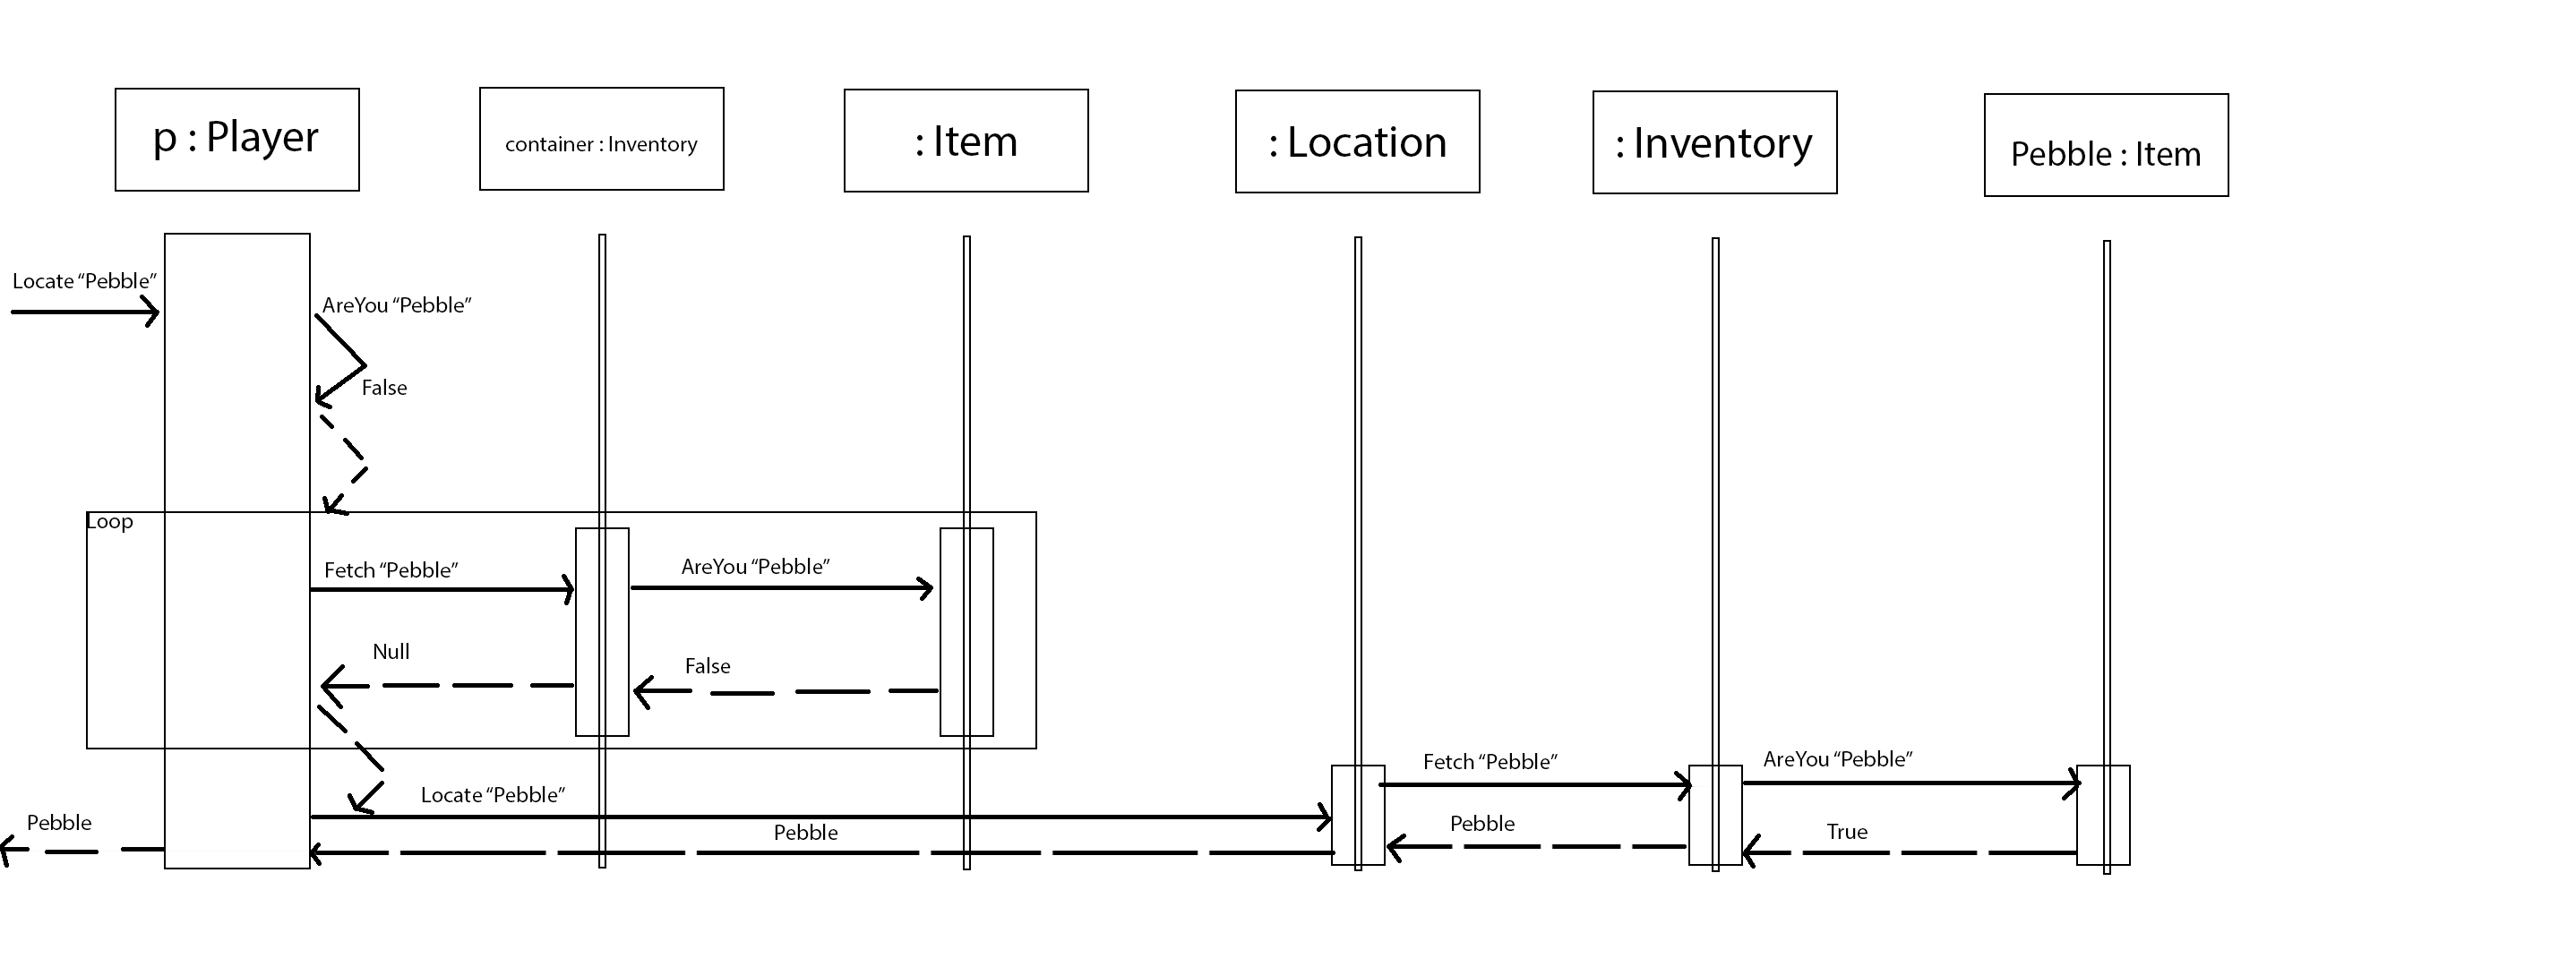 p : Player
container : Inventory
: Item
: Location
: Inventory
Pebble : Item
Locate “Pebble”
AreYou “Pebble”
False
Loop
Fetch “Pebble”
AreYou “Pebble”
Null
False
Fetch “Pebble”
AreYou “Pebble”
Locate “Pebble”
Pebble
Pebble
Pebble
True